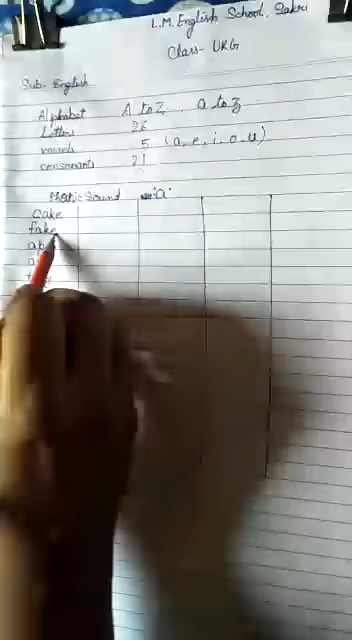 L.M. English School, Sakri
Class- UKG
Sub- English
Alphabet A to Z a to z
Letters 26
vowels 5 (a, e, i, o, u)
consonants 21
Phonic Sound 'a'
cake
fake